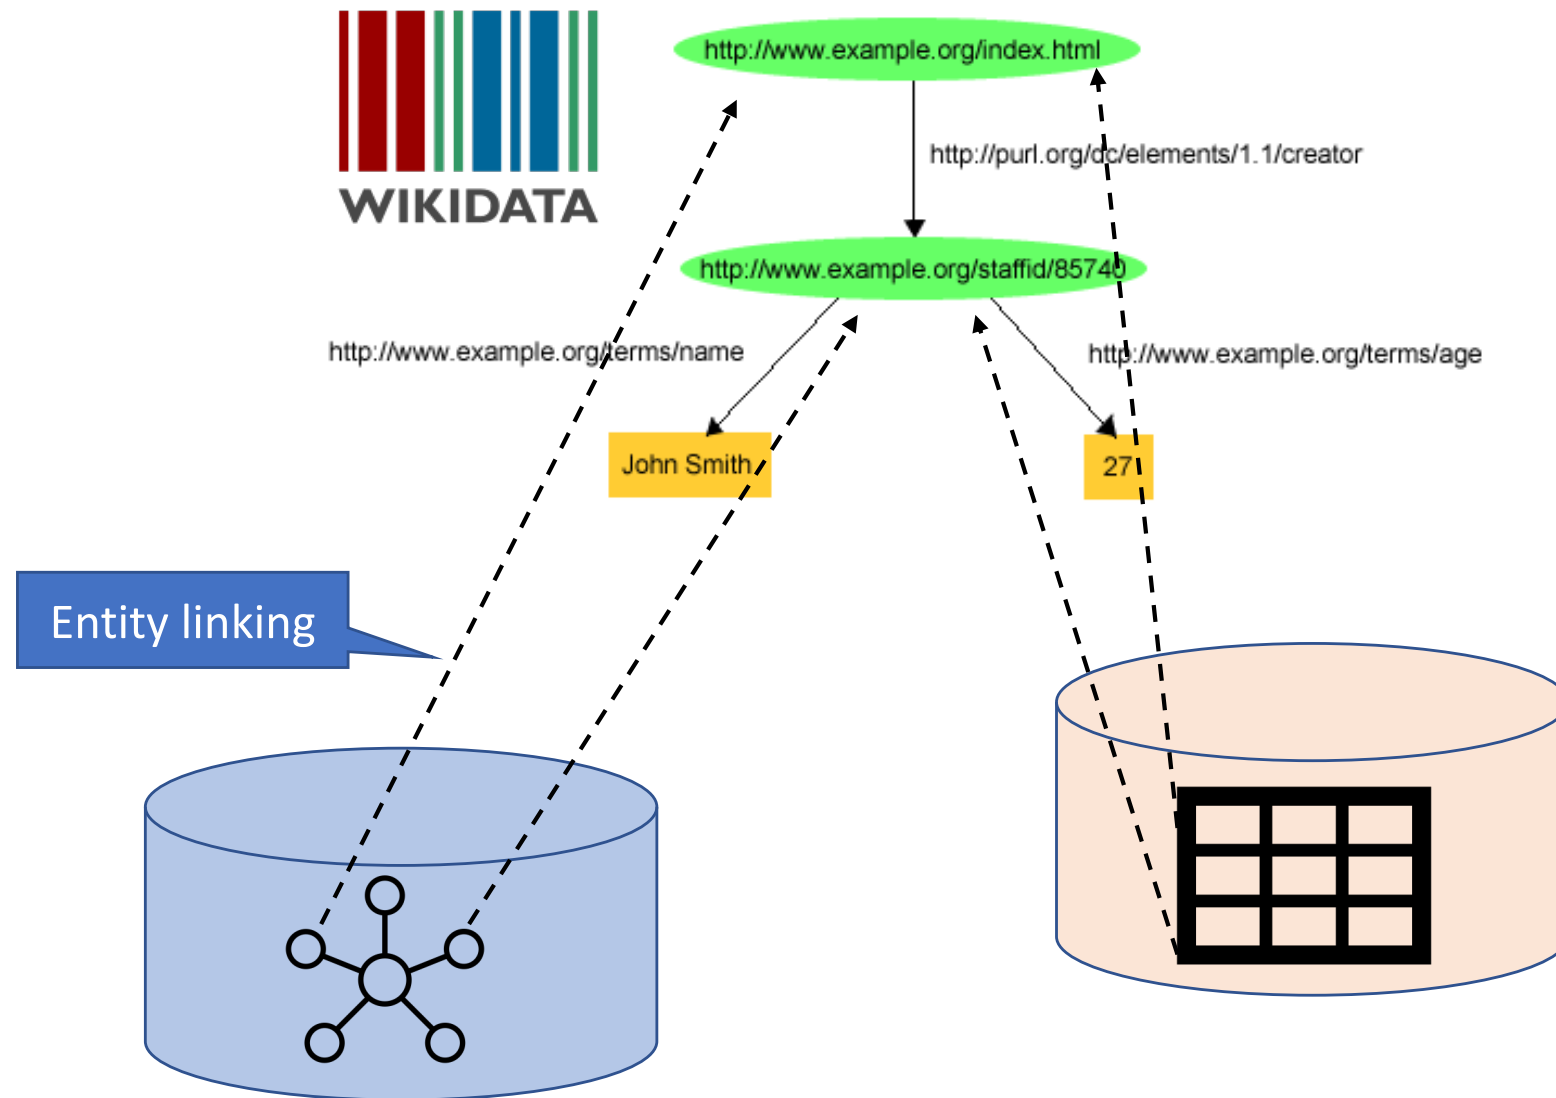 WIKIDATA
http://www.example.org/index.html
http://purl.org/dc/elements/1.1/creator
http://www.example.org/staffid/85740
http://www.example.org/terms/name
http://www.example.org/terms/age
John Smith
27
Entity linking